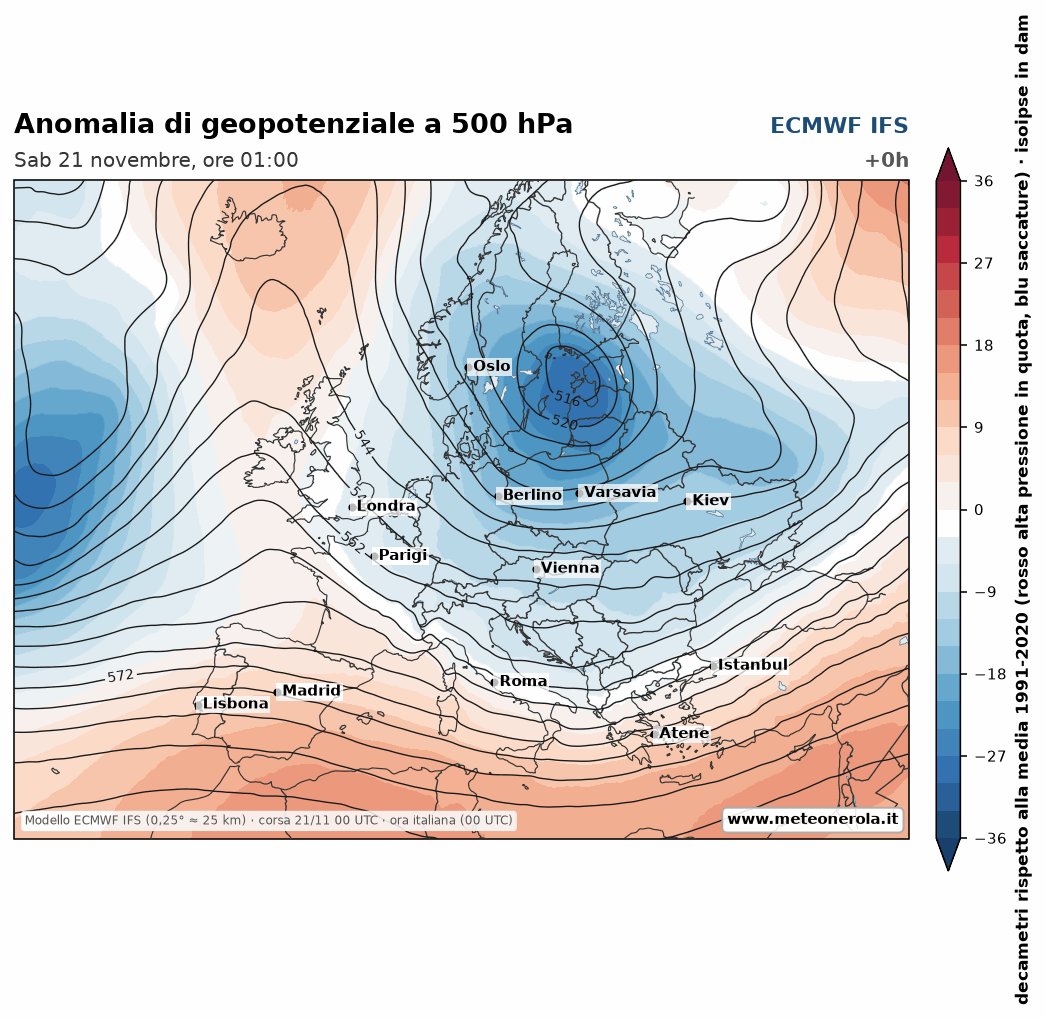 Anomalia di geopotenziale a 500 hPa
ECMWF IFS
Sab 21 novembre, ore 01:00
+0h
Oslo
516
520
544
552
572
Londra
Berlino
Varsavia
Kiev
Parigi
Vienna
Istanbul
Roma
Madrid
Lisbona
Atene
Modello ECMWF IFS (0,25° ≈ 25 km) · corsa 21/11 00 UTC · ora italiana (00 UTC)
www.meteonerola.it
36
27
18
9
0
−9
−18
−27
−36
decametri rispetto alla media 1991-2020 (rosso alta pressione in quota, blu saccature) · isoipse in dam